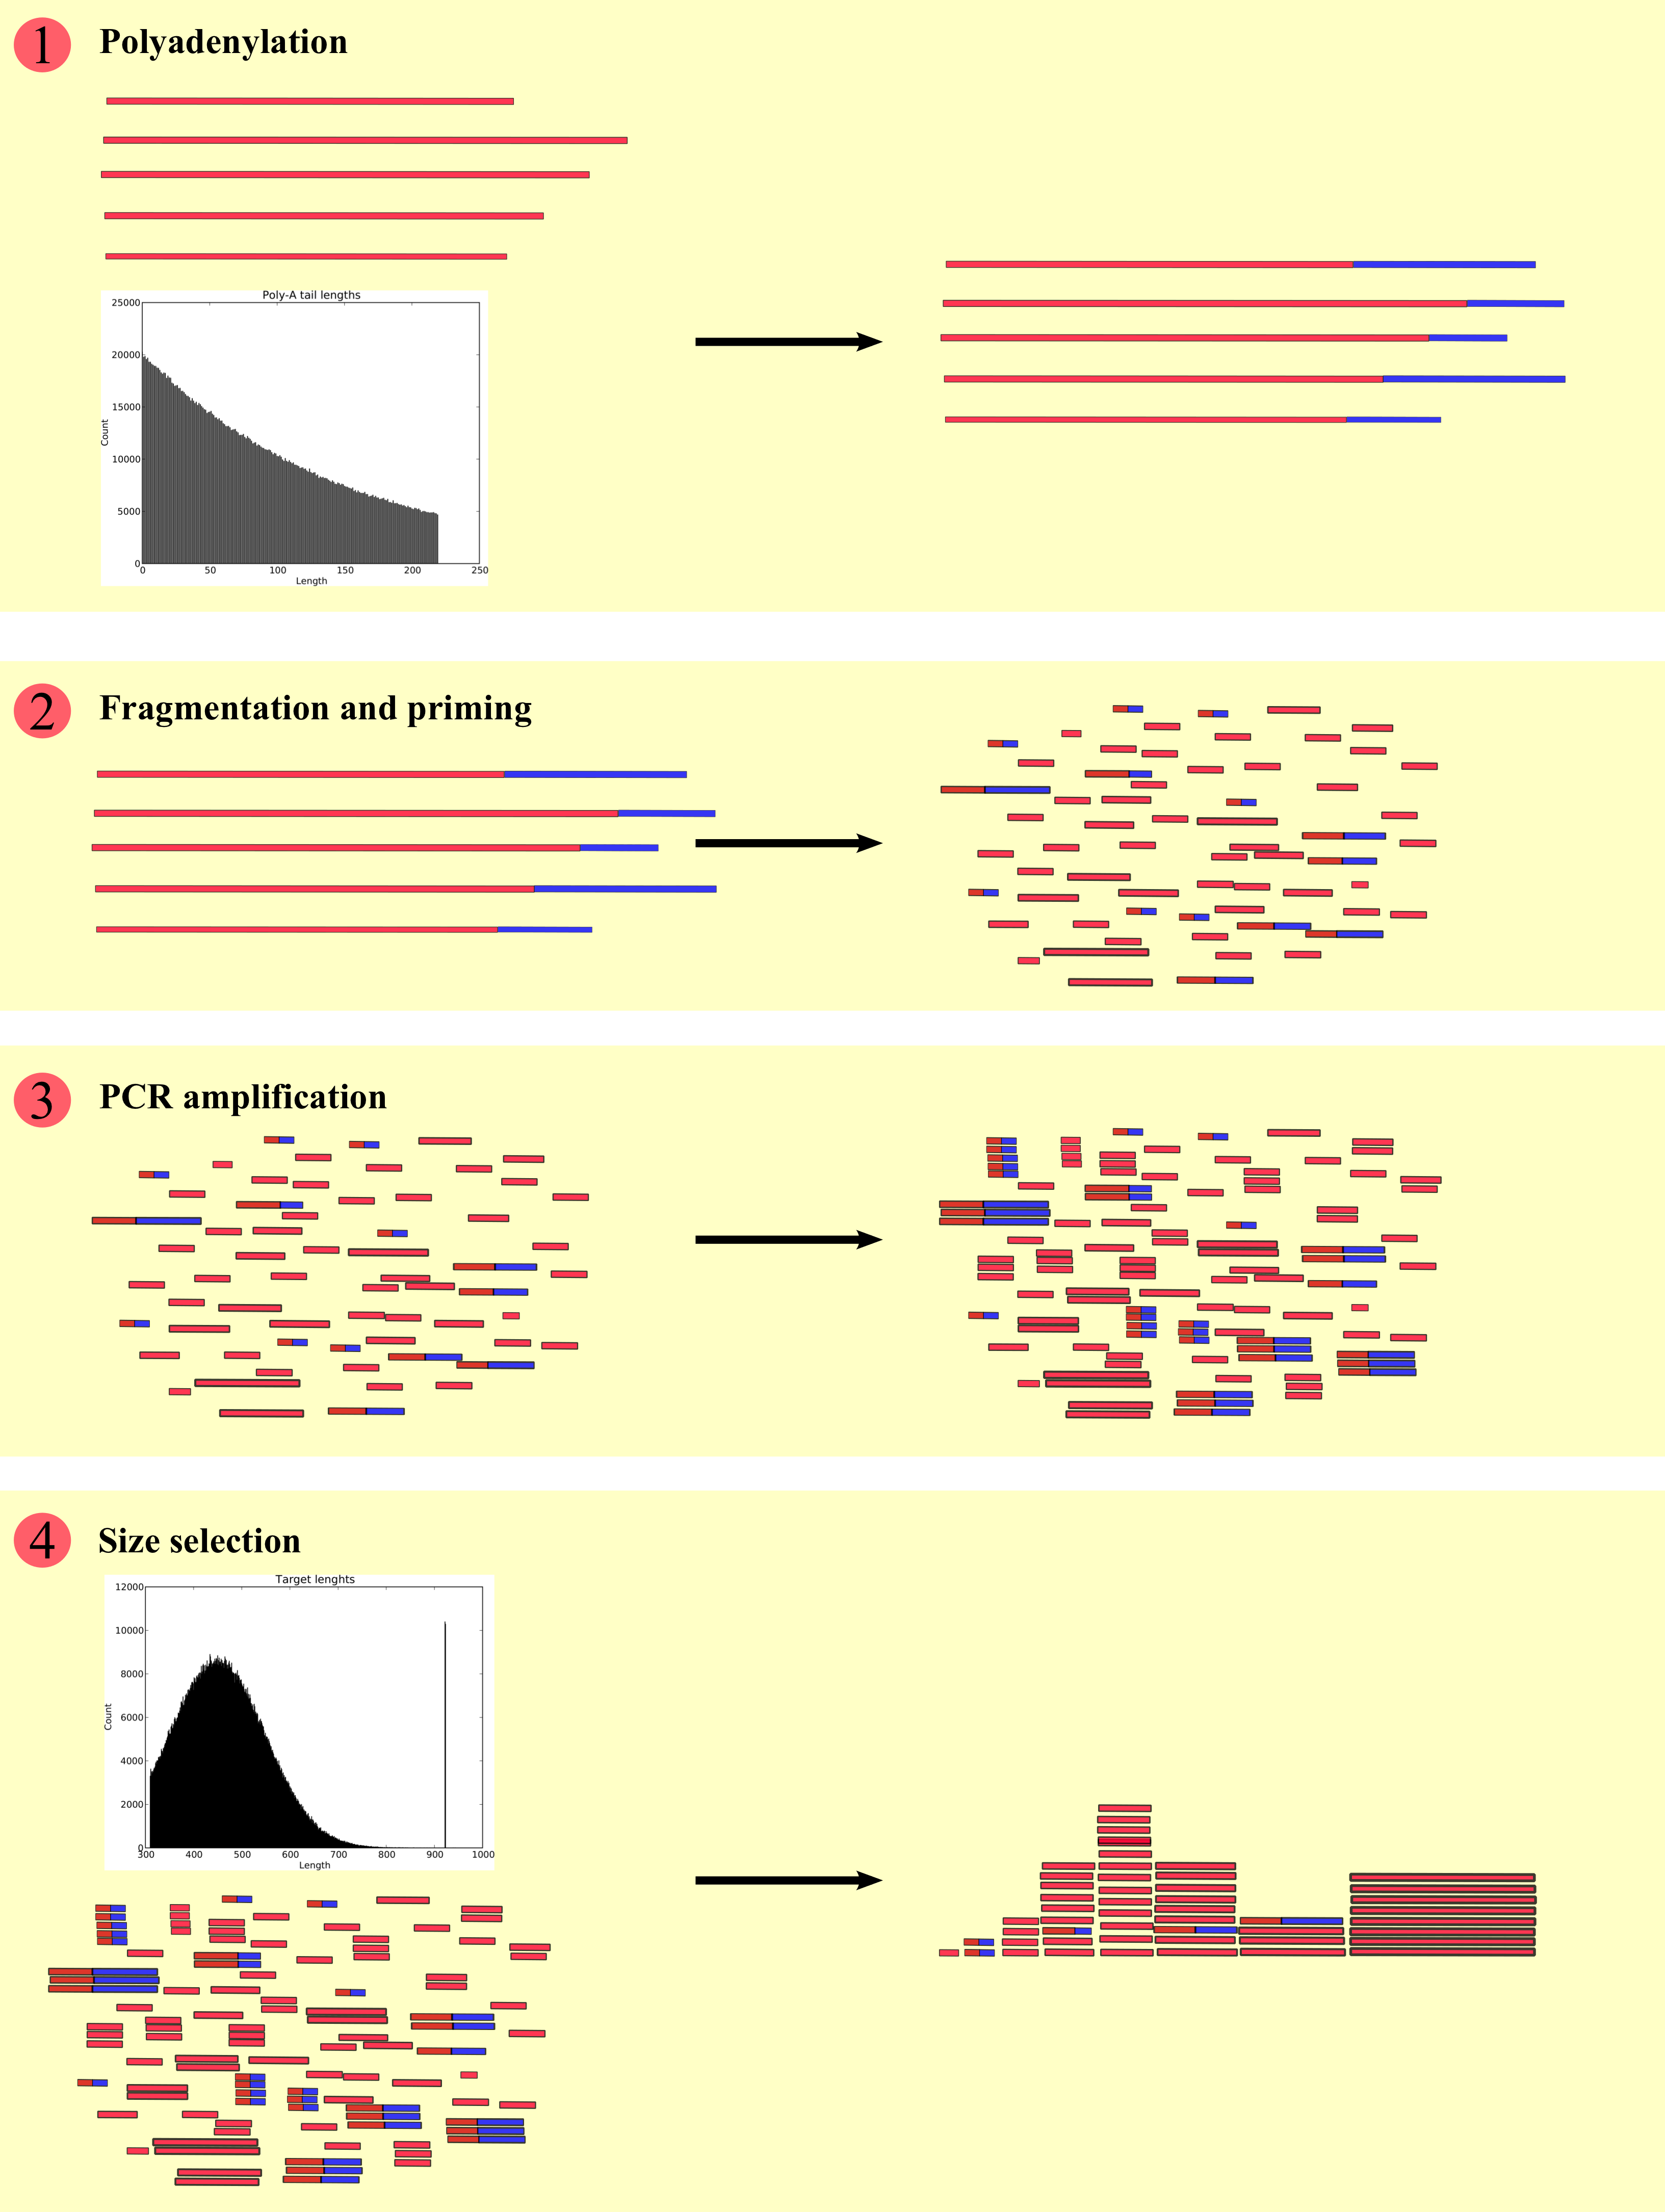 1 Polyadenylation
Poly-A tail lengths
25000
20000
15000
10000
5000
0
Count
0 50 100 150 200 250
Length
2 Fragmentation and priming
3 PCR amplification
4 Size selection
Target lenghts
12000
10000
8000
6000
4000
2000
0
Count
300 400 500 600 700 800 900 1000
Length